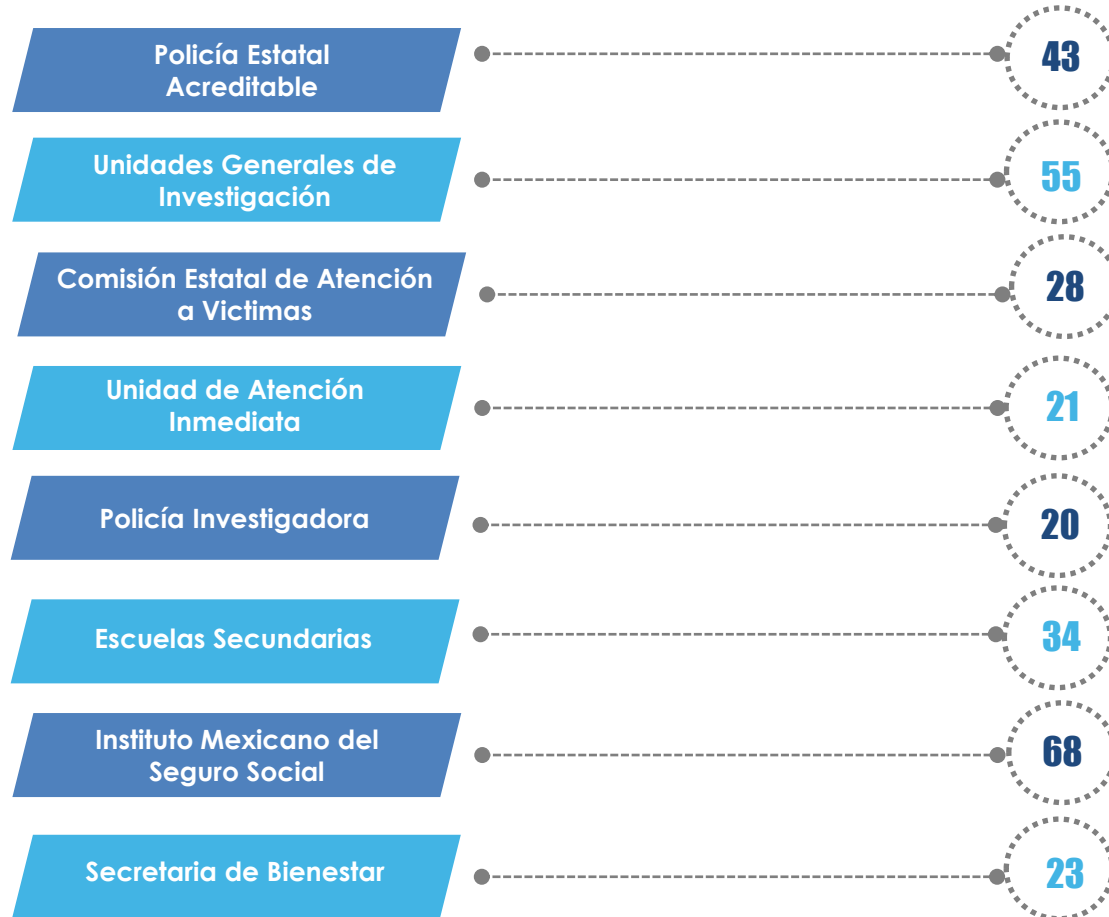 Policía Estatal
Acreditable
43
Unidades Generales de
Investigación
55
Comisión Estatal de Atención
a Victimas
28
Unidad de Atención
Inmediata
21
Policía Investigadora
20
Escuelas Secundarias
34
Instituto Mexicano del
Seguro Social
68
Secretaria de Bienestar
23